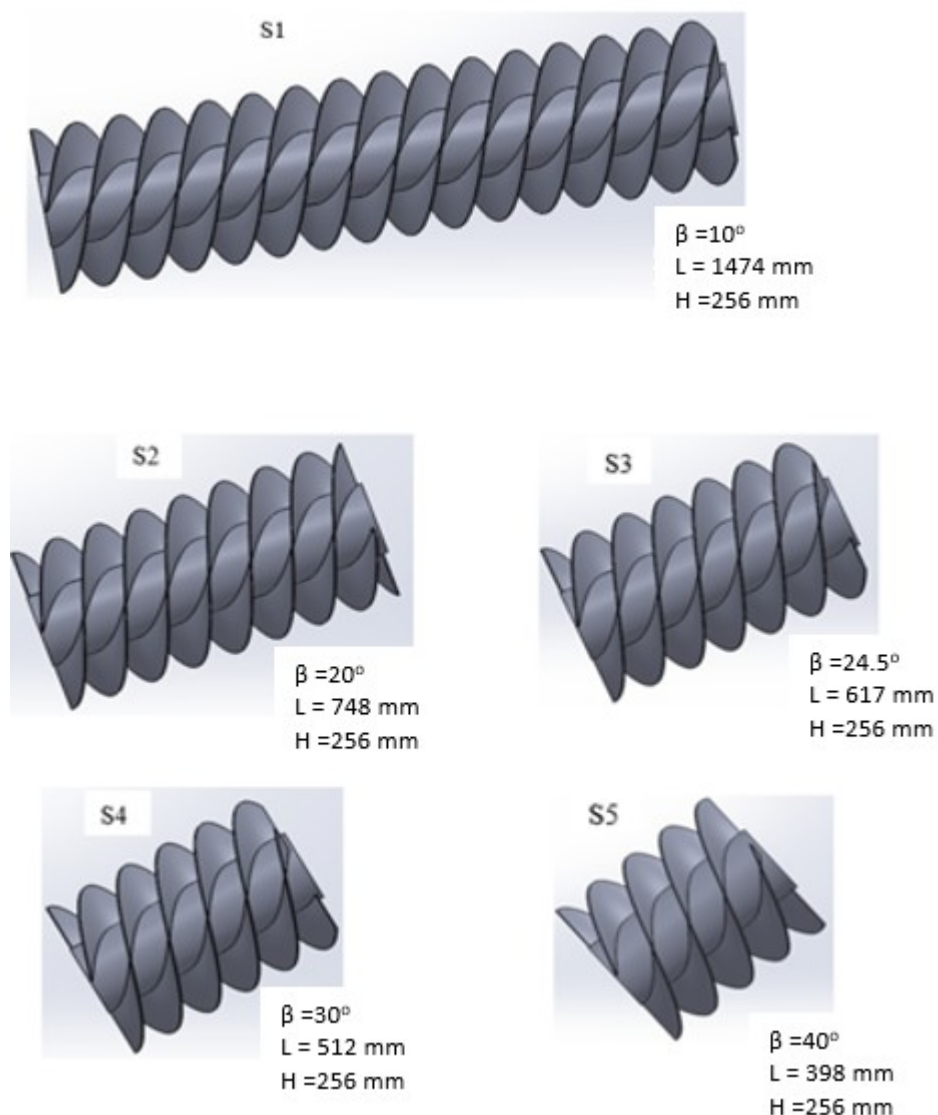 S1
β =10°
L = 1474 mm
H =256 mm
S2
β =20°
L = 748 mm
H =256 mm
S3
β =24.5°
L = 617 mm
H =256 mm
S4
β =30°
L = 512 mm
H =256 mm
S5
β =40°
L = 398 mm
H =256 mm